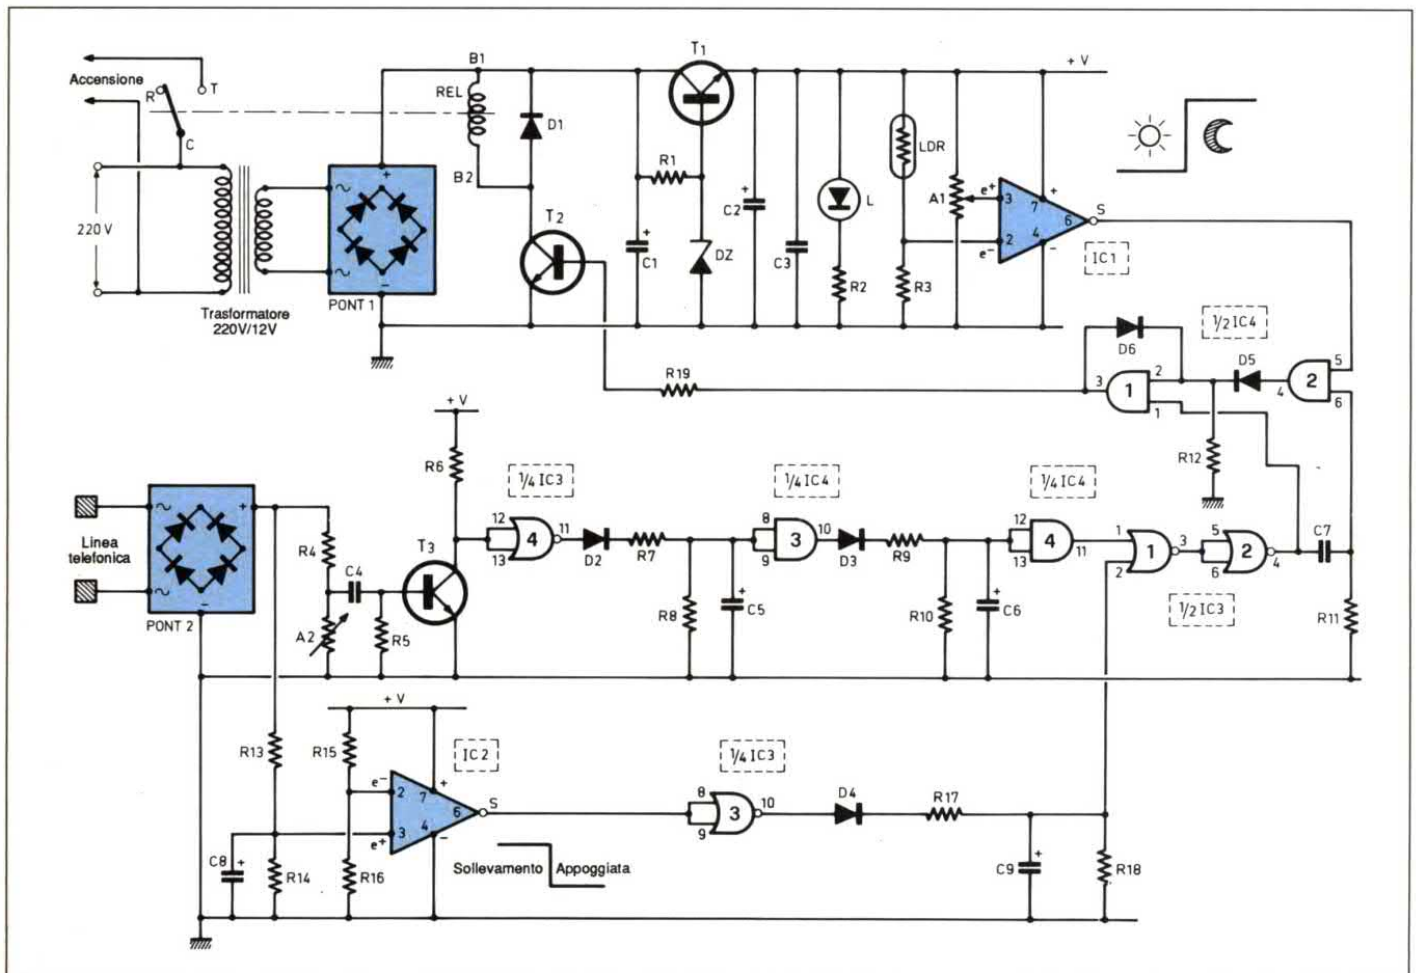 Accensione
R
T
C
220 V
Trasformatore
220V/12V
+
~
~
-
PONT 1
B1
REL
B2
D1
T2
T1
R1
C1
+
DZ
C2
+
C3
L
R2
LDR
R3
A1
e+
3
7
+
6
S
2
4
-
e-
IC1
+ V
R19
D6
1/2 IC4
D5
3
1
2
1
4
2
5
6
R12
+ V
R6
1/4 IC3
12
13
4
11
D2
R7
R8
C5
+
1/4 IC4
8
9
3
10
D3
R9
R10
C6
+
1/4 IC4
12
13
4
11
1
2
1
3
5
6
2
4
C7
1/2 IC3
R11
Linea
telefonica
~
~
+
-
PONT 2
R4
C4
A2
R5
T3
+ V
R13
R15
e-
2
7
+
6
S
3
4
-
e+
IC2
C8
+
R14
R16
Sollevamento
Appoggiata
1/4 IC3
8
9
3
10
D4
R17
C9
+
R18